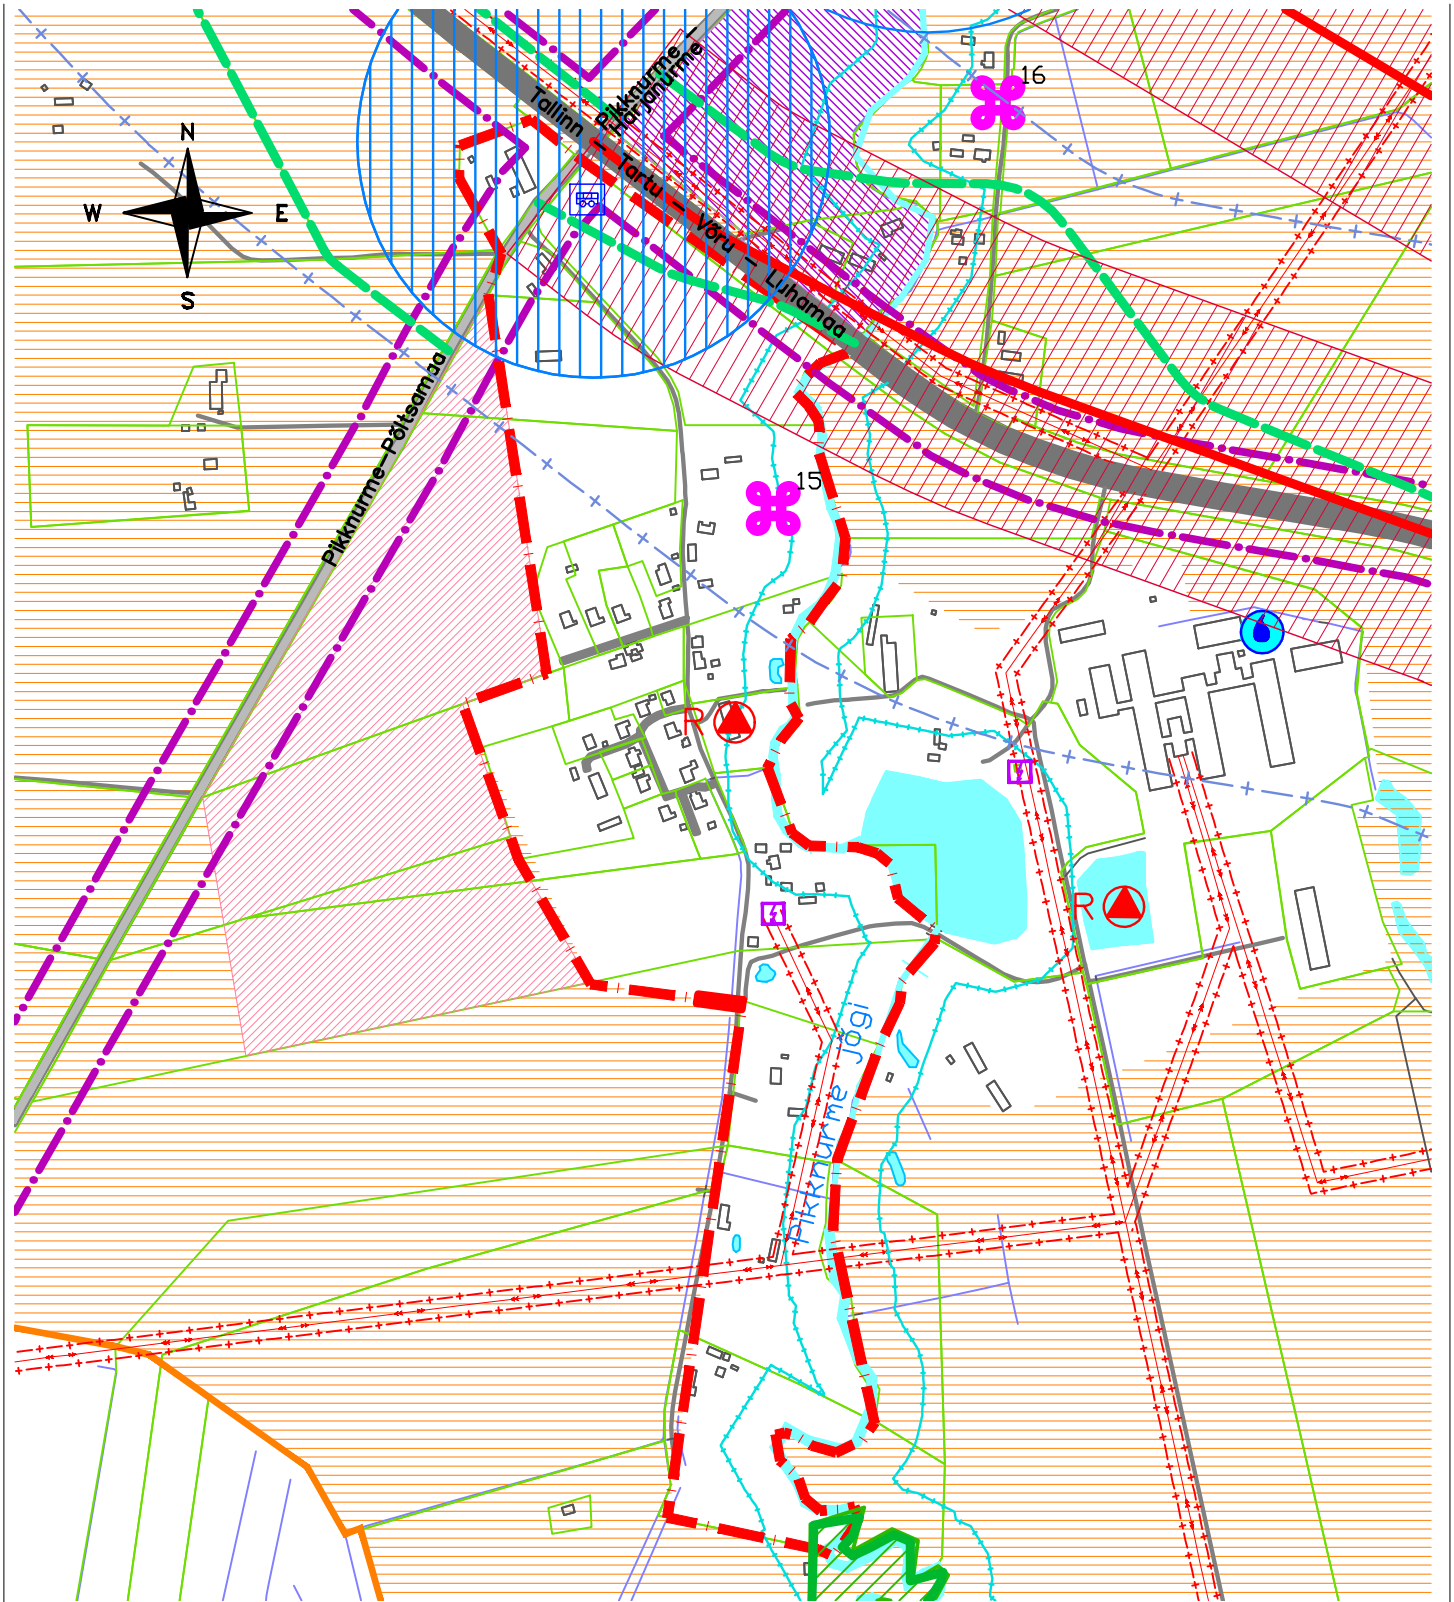 16
Pikknurme –
Härjanurme
Tallinn – Tartu – Võru – Luhamaa
N
W E
S
Pikknurme–Põltsamaa
15
R
R
Pikknurme jõgi